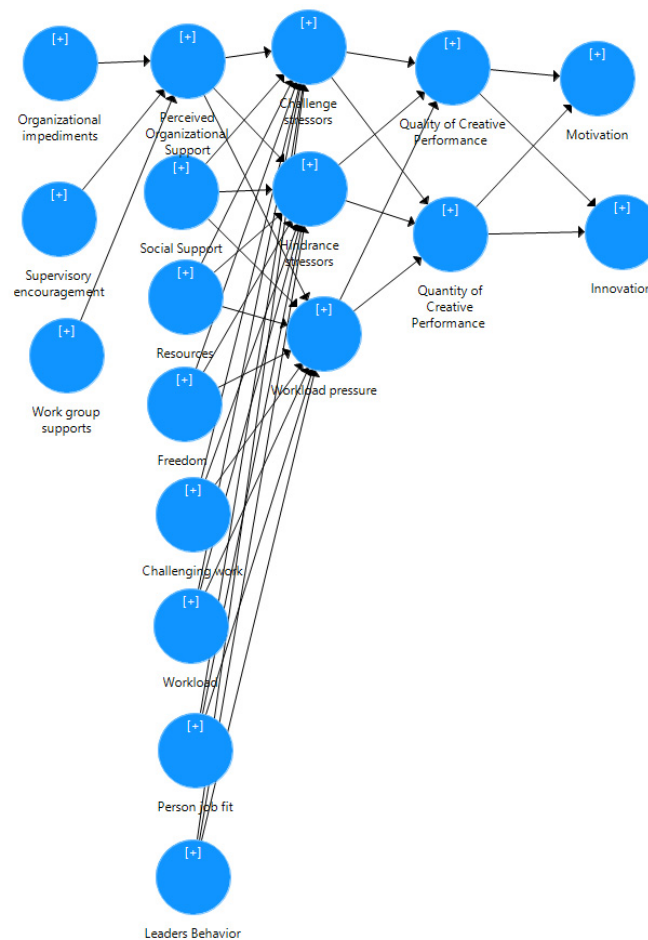 [+]
Organizational
impediments
[+]
Perceived
Organizational
Support
[+]
Challenge
stressors
[+]
Quality of Creative
Performance
[+]
Motivation
[+]
Supervisory
encouragement
[+]
Social Support
[+]
Hindrance
stressors
[+]
Quantity of
Creative
Performance
[+]
Innovation
[+]
Work group
supports
[+]
Resources
[+]
Workload pressure
[+]
Freedom
[+]
Challenging work
[+]
Workload
[+]
Person job fit
[+]
Leaders Behavior